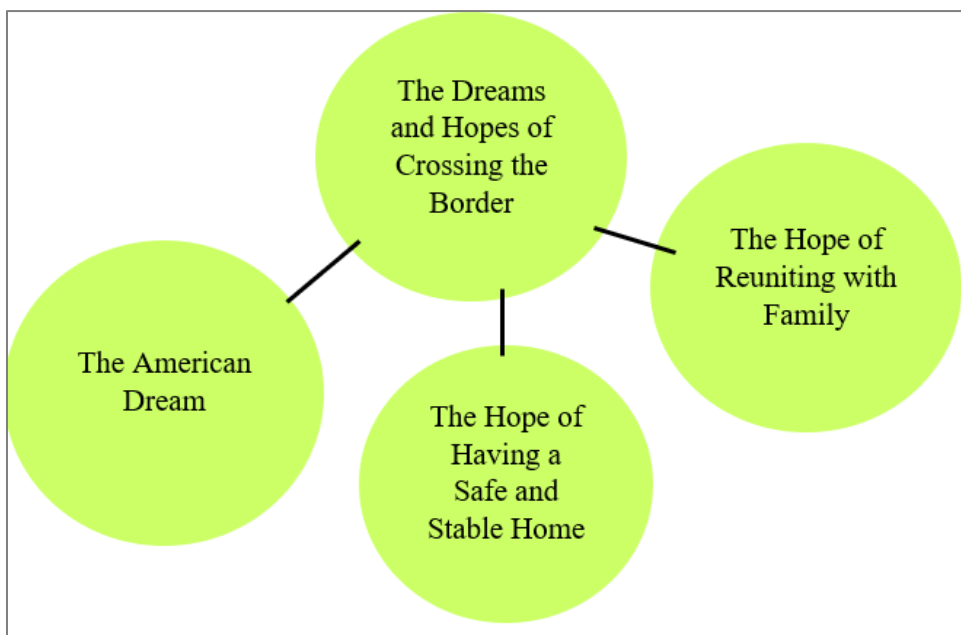 The Dreams
and Hopes of
Crossing the
Border
The Hope of
Reuniting with
Family
The American
Dream
The Hope of
Having a
Safe and
Stable Home